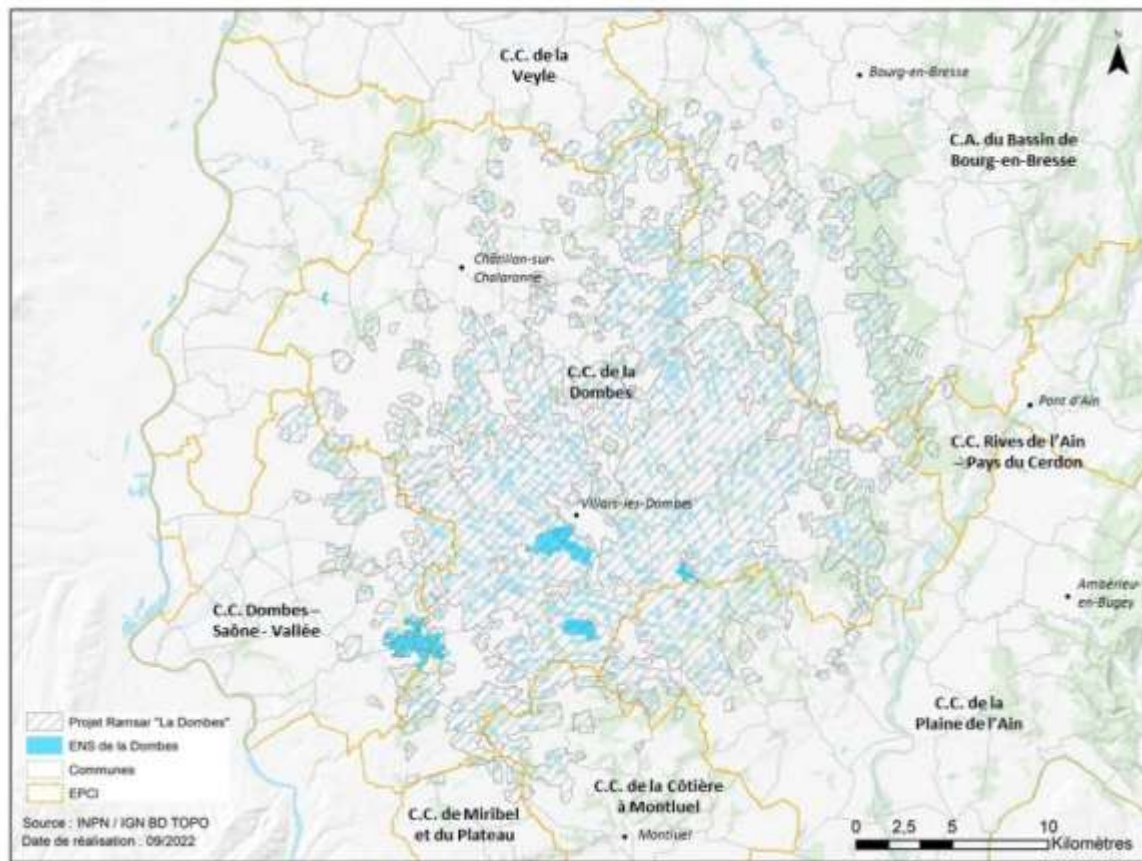 C.C. de la
Veyle
N
Bourg-en-Bresse
C.A. du Bassin de
Bourg-en-Bresse
Châtillon-sur-
Chalaronne
C.C. de la
Dombes
Pont d'Ain
C.C. Rives de l'Ain
– Pays du Cerdon
Villars-les-Dombes
Ambérieu-
en-Bugey
C.C. Dombes –
Saône - Vallée
C.C. de la
Plaine de l'Ain
Projet Ramsar "La Dombes"
ENS de la Dombes
Communes
EPCI
C.C. de la Côtière
à Montluel
C.C. de Miribel
et du Plateau
Montluel
Source : INPN / IGN BD TOPO
Date de réalisation : 09/2022
0 2,5 5 10
Kilomètres